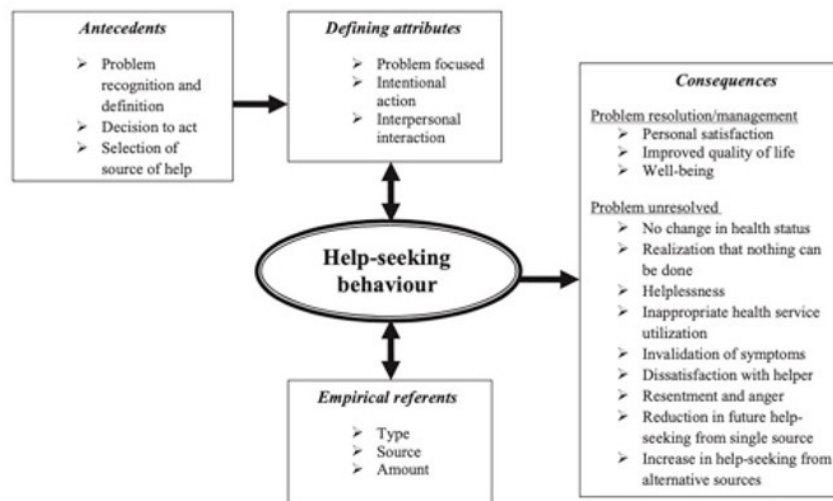 Antecedents
➢ Problem
recognition and
definition
➢ Decision to act
➢ Selection of
source of help
Defining attributes
➢ Problem focused
➢ Intentional
action
➢ Interpersonal
interaction
Consequences
Problem resolution/management
➢ Personal satisfaction
➢ Improved quality of life
➢ Well-being
Problem unresolved
➢ No change in health status
➢ Realization that nothing can
be done
➢ Helplessness
➢ Inappropriate health service
utilization
➢ Invalidation of symptoms
➢ Dissatisfaction with helper
➢ Resentment and anger
➢ Reduction in future help-
seeking from single source
➢ Increase in help-seeking from
alternative sources
Help-seeking
behaviour
Empirical referents
➢ Type
➢ Source
➢ Amount